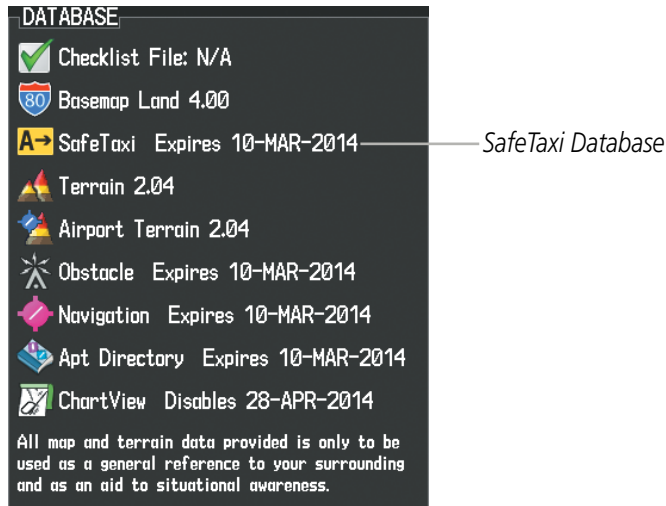 DATABASE
Checklist File: N/A
80 Basemap Land 4.00
A→ SafeTaxi Expires 10-MAR-2014 SafeTaxi Database
Terrain 2.04
Airport Terrain 2.04
Obstacle Expires 10-MAR-2014
Navigation Expires 10-MAR-2014
Apt Directory Expires 10-MAR-2014
ChartView Disables 28-APR-2014
All map and terrain data provided is only to be
used as a general reference to your surrounding
and as an aid to situational awareness.